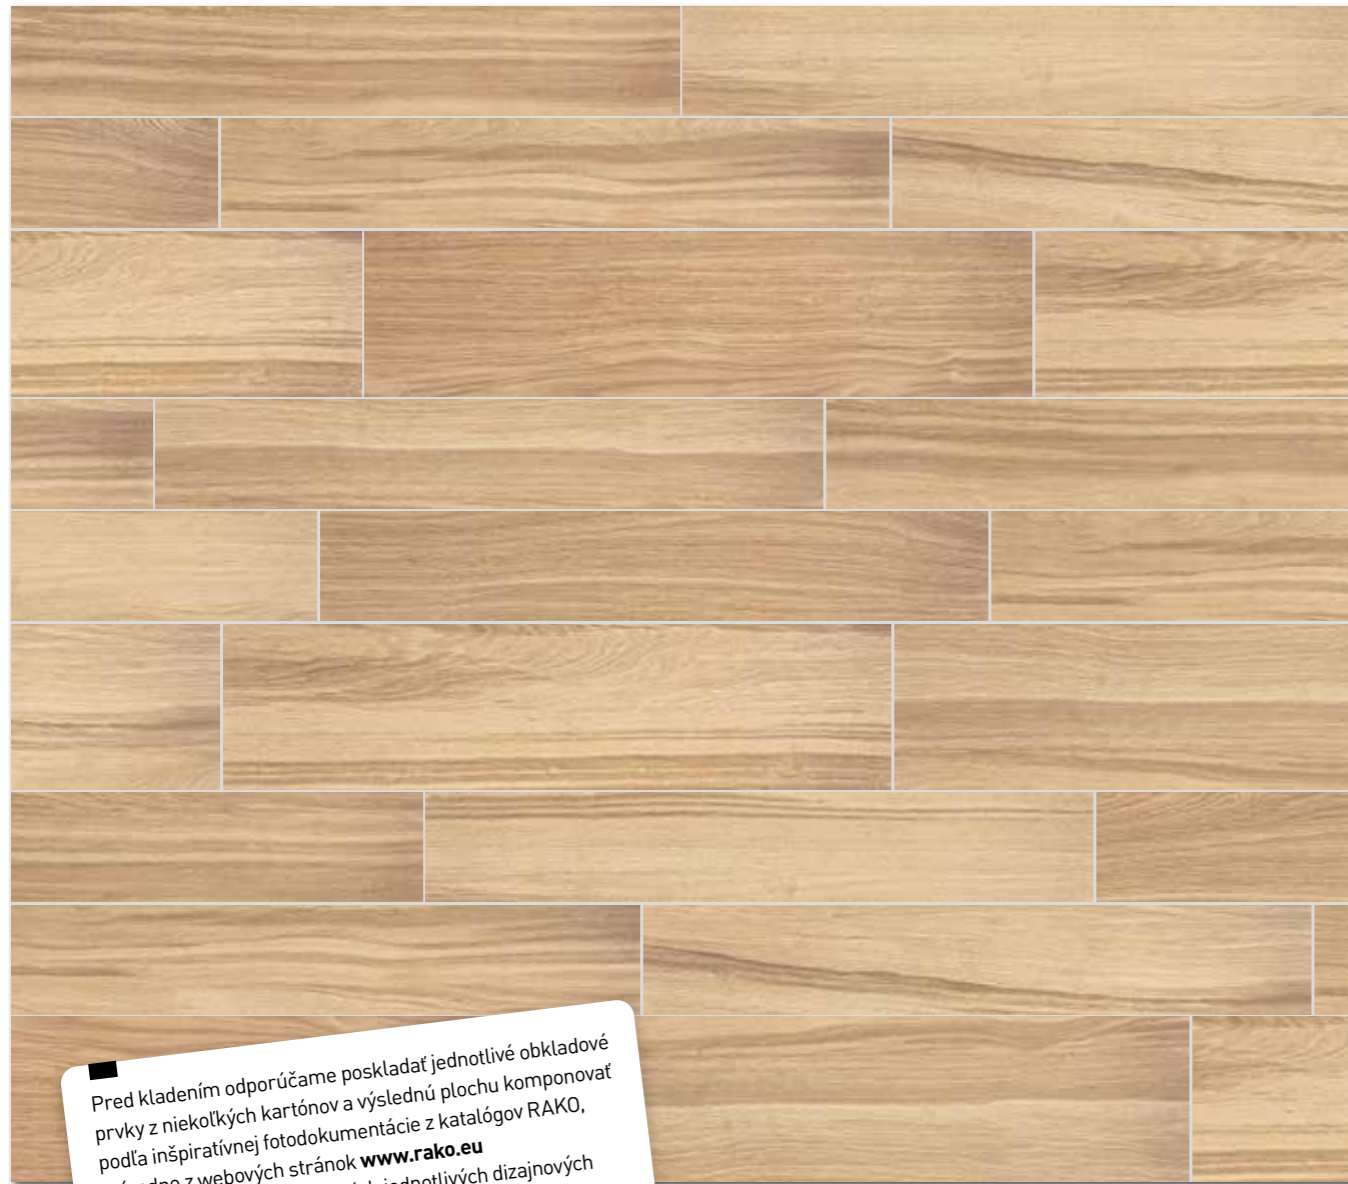 Pred kladením odporúčame poskladať jednotlivé obkladové
prvky z niekoľkých kartónov a výslednú plochu komponovať
podľa inšpiratívnej fotodokumentácie z katalógov RAKO,
z webových stránok www.rako.eu
jednotlivých dizajnových